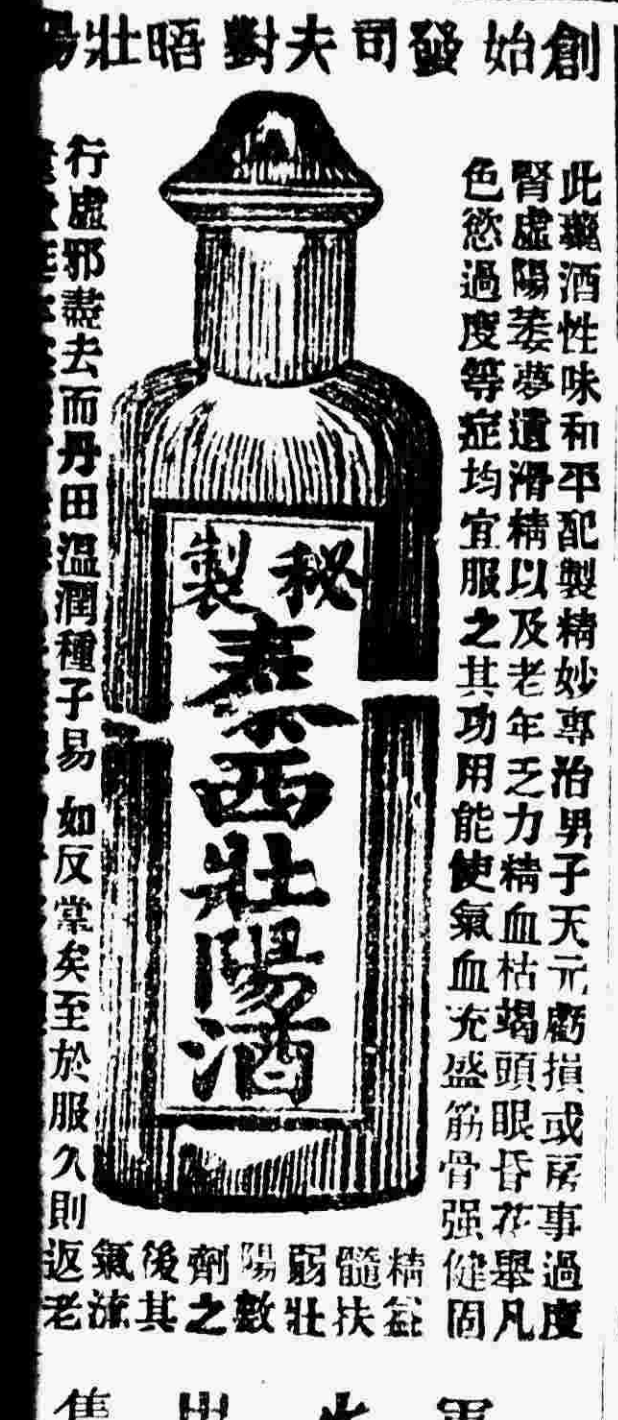 創始發司夫對晤壯陽
此藥酒性味和平配製精妙專治男子天元虧損或房事過度
腎虛陽萎夢遺滑精以及老年乏力精血枯竭頭眼昏花舉凡
色慾過度等症均宜服之其功用能使氣血充盛筋骨强健固
精益
髓扶
弱壯
陽數
劑之
後其
氣流
行虛邪盡去而丹田溫潤種子易如反掌矣至於服久則返老
秘製
泰西壯陽酒